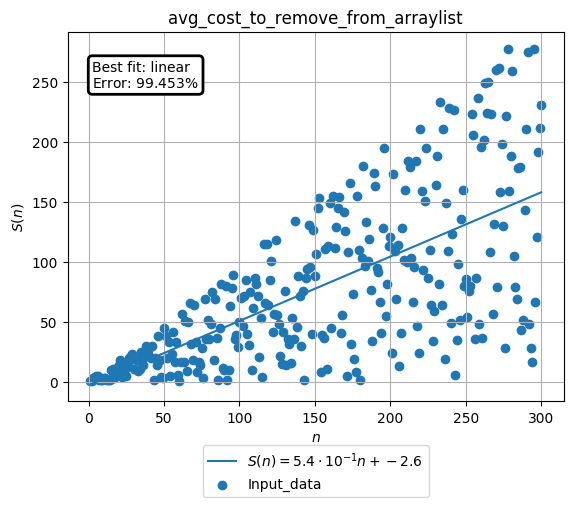 avg_cost_to_remove_from_arraylist
Best fit: linear
Error: 99.453%
S(n)
250
200
150
100
50
0
0 50 100 150 200 250 300
n
S(n) = 5.4 · 10⁻¹n + −2.6
Input_data